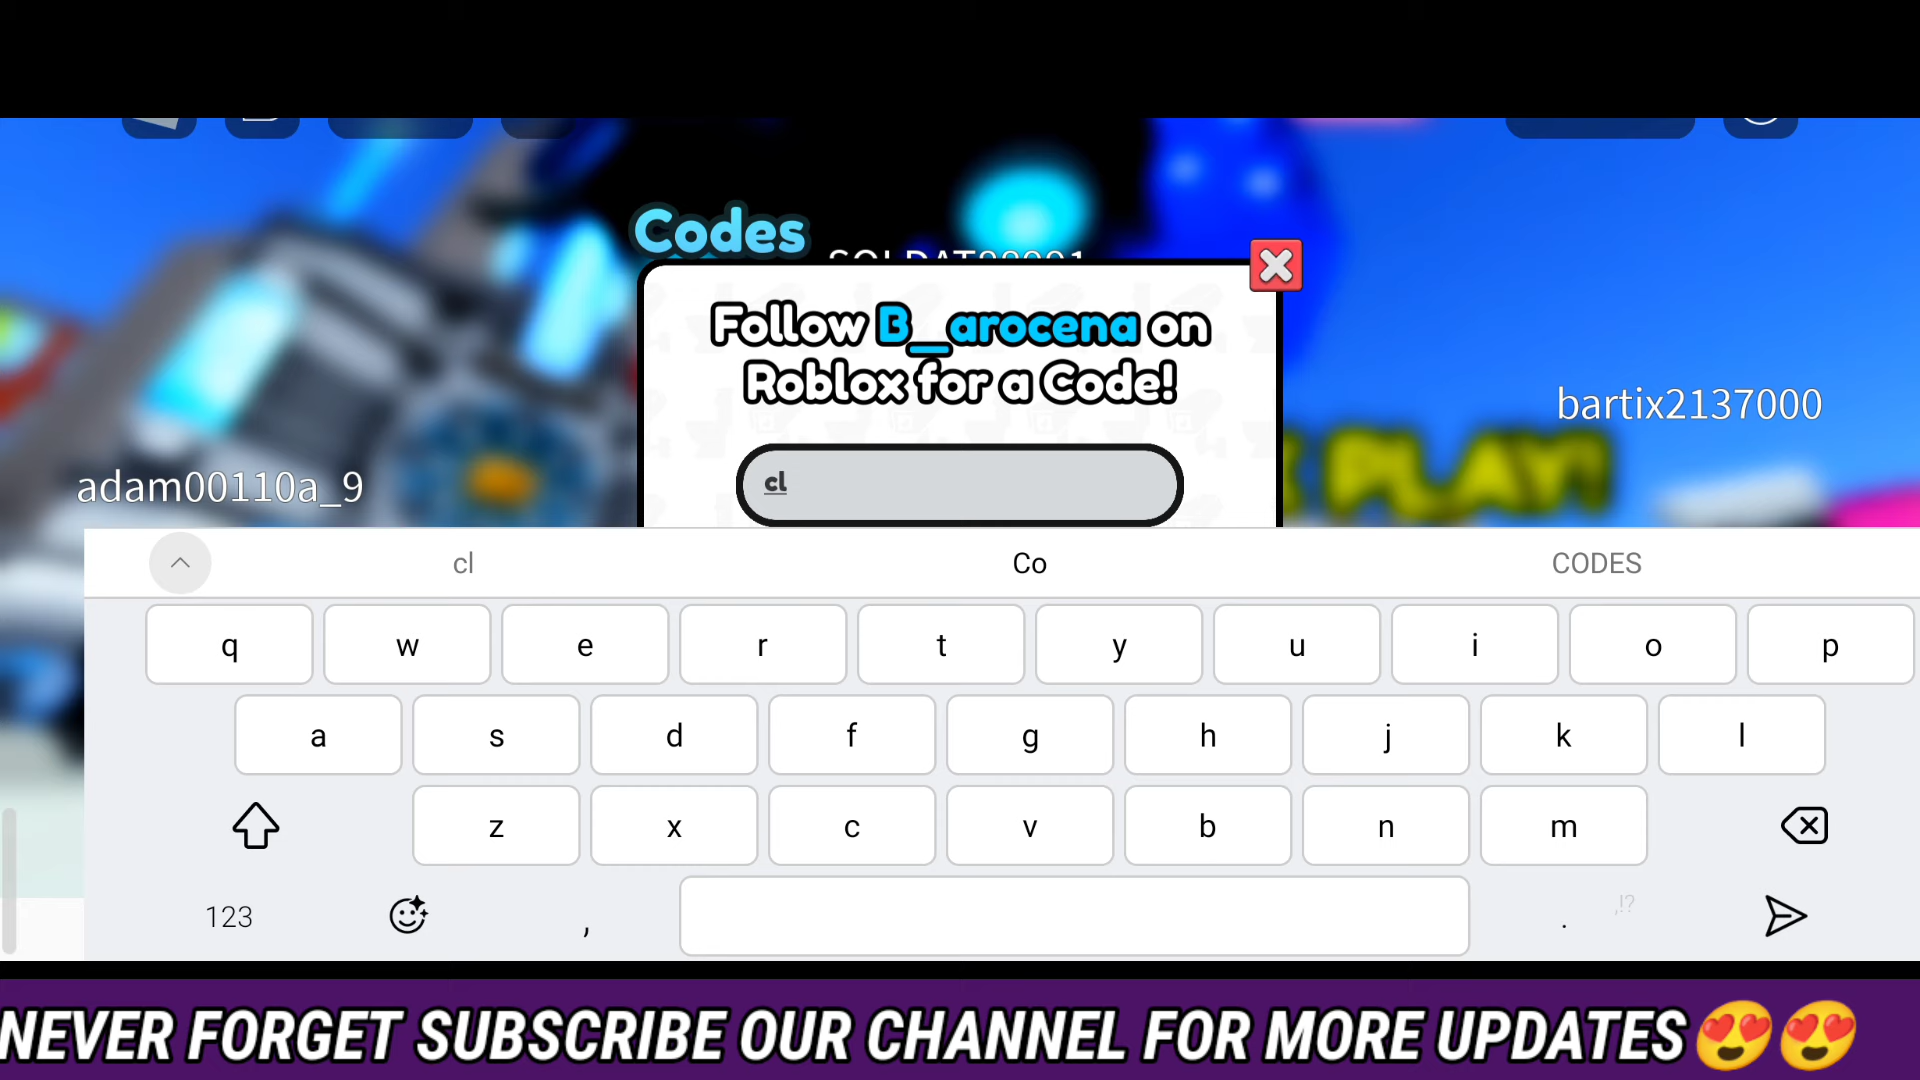 Codes
Follow B_arocena on
Roblox for a Code!
bartix2137000
adam00110a_9
cl
PLAY!
cl Co CODES
q w e r t y u i o p
a s d f g h j k l
z x c v b n m
123 , . ,!?
NEVER FORGET SUBSCRIBE OUR CHANNEL FOR MORE UPDATES😍😍